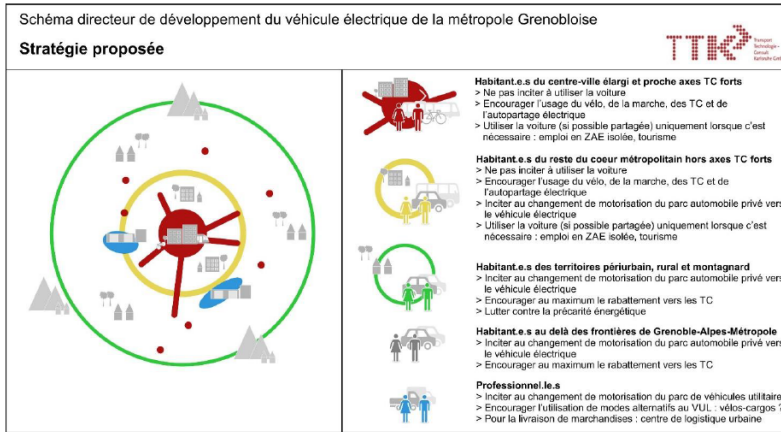 Schéma directeur de développement du véhicule électrique de la métropole Grenobloise
Stratégie proposée
TTK
Transport
Technologie-
Consult
Karlsruhe GmbH
Habitant.e.s du centre-ville élargi et proche axes TC forts
> Ne pas inciter à utiliser la voiture
> Encourager l'usage du vélo, de la marche, des TC et de
l'autopartage électrique
> Utiliser la voiture (si possible partagée) uniquement lorsque c'est
nécessaire : emploi en ZAE isolée, tourisme
Habitant.e.s du reste du coeur métropolitain hors axes TC forts
> Ne pas inciter à utiliser la voiture
> Encourager l'usage du vélo, de la marche, des TC et de
l'autopartage électrique
> Inciter au changement de motorisation du parc automobile privé vers
le véhicule électrique
> Utiliser la voiture (si possible partagée) uniquement lorsque c'est
nécessaire : emploi en ZAE isolée, tourisme
Habitant.e.s des territoires périurbain, rural et montagnard
> Inciter au changement de motorisation du parc automobile privé vers
le véhicule électrique
> Encourager au maximum le rabattement vers les TC
> Lutter contre la précarité énergétique
Habitant.e.s au delà des frontières de Grenoble-Alpes-Métropole
> Inciter au changement de motorisation du parc automobile privé vers
le véhicule électrique
> Encourager au maximum le rabattement vers les TC
Professionnel.le.s
> Inciter au changement de motorisation du parc de véhicules utilitaire
> Encourager l'utilisation de modes alternatifs au VUL : vélos-cargos ?
> Pour la livraison de marchandises : centre de logistique urbaine